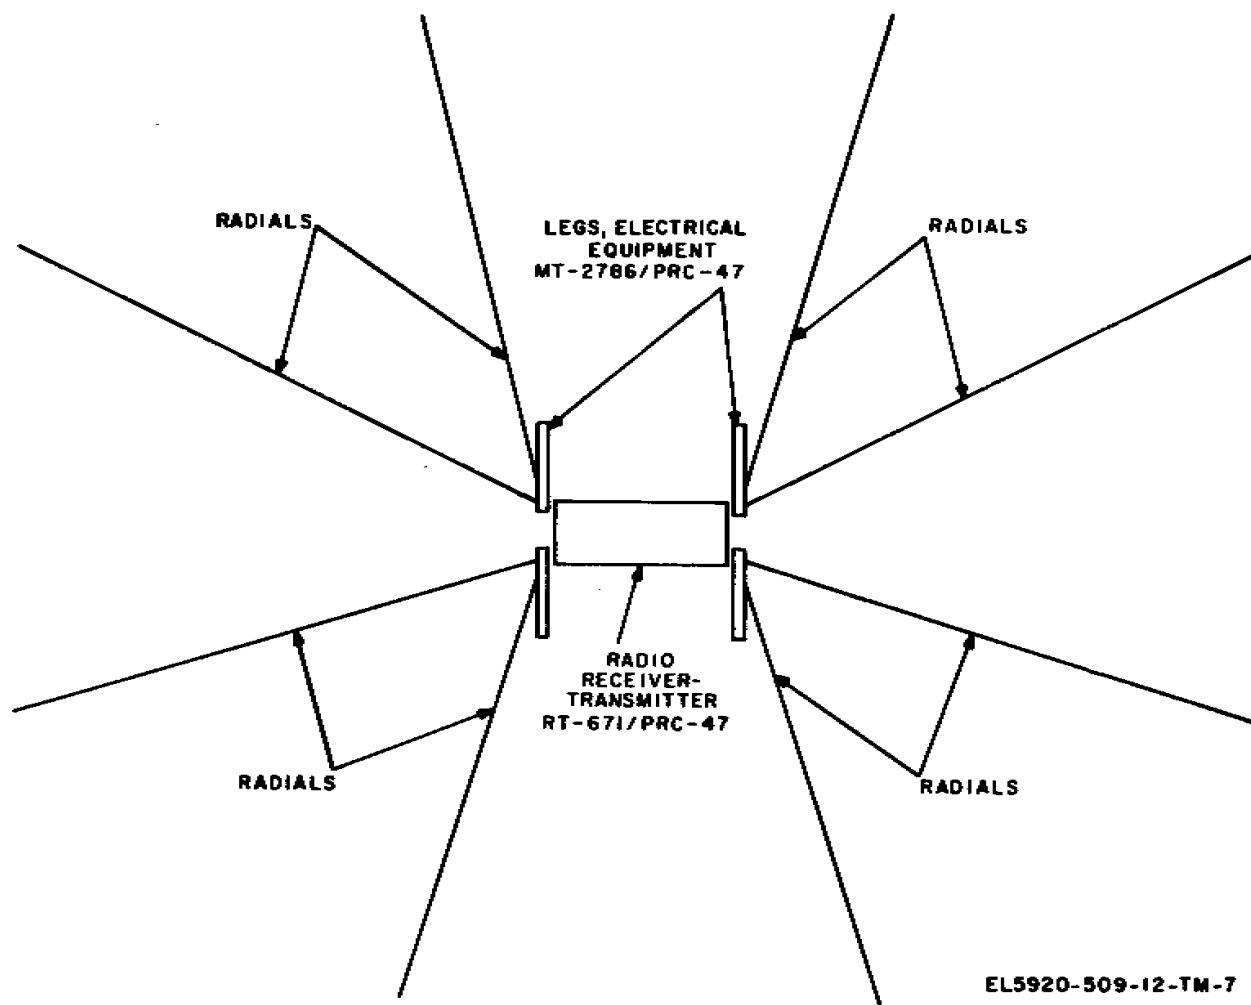 RADIALS
LEGS, ELECTRICAL
EQUIPMENT
MT-2786/PRC-47
RADIALS
RADIO
RECEIVER-
TRANSMITTER
RT-671/PRC-47
RADIALS
RADIALS
EL5920-509-12-TM-7